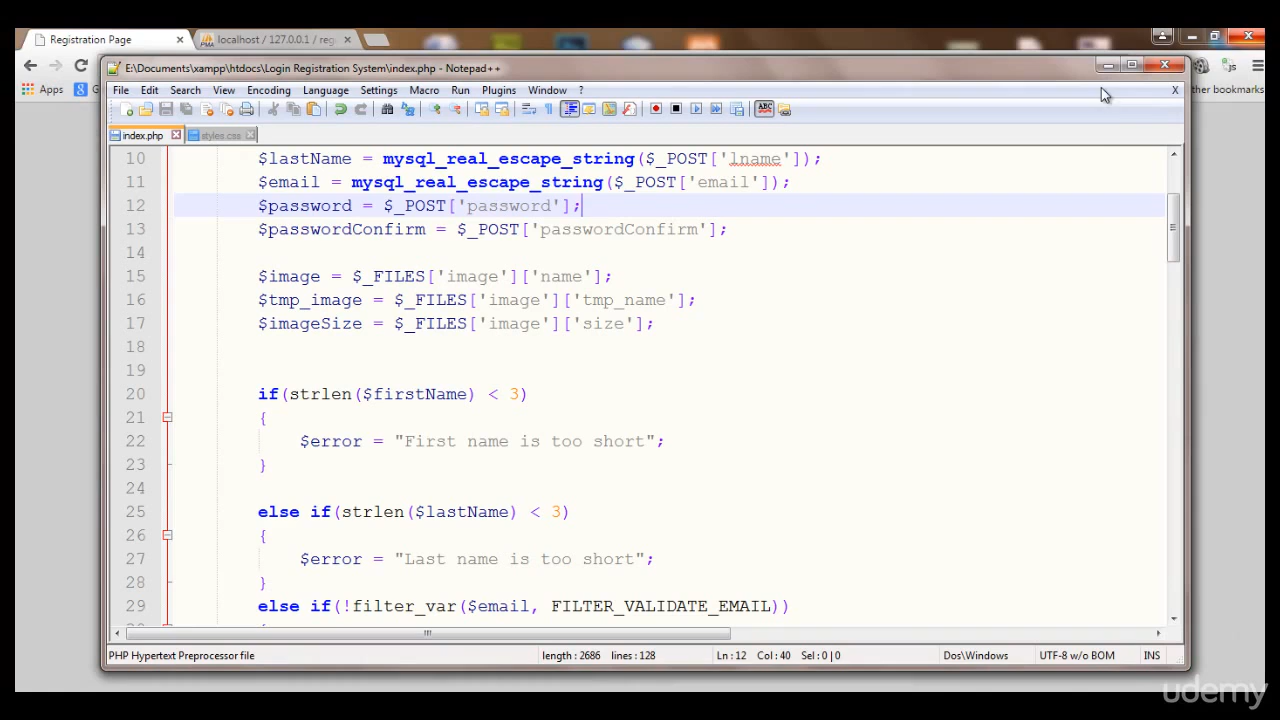 Registration Page
localhost / 127.0.0.1 / reg
Apps
E:\Documents\xampp\htdocs\Login Registration System\index.php - Notepad++
js
File Edit Search View Encoding Language Settings Macro Run Plugins Window ? X
ABC
other bookmarks
index.php styles.css
10 $lastName = mysql_real_escape_string($_POST['lname']);
11 $email = mysql_real_escape_string($_POST['email']);
12 $password = $_POST['password'];
13 $passwordConfirm = $_POST['passwordConfirm'];
14
15 $image = $_FILES['image']['name'];
16 $tmp_image = $_FILES['image']['tmp_name'];
17 $imageSize = $_FILES['image']['size'];
18
19
20 if(strlen($firstName) < 3)
21 {
22 $error = "First name is too short";
23 }
24
25 else if(strlen($lastName) < 3)
26 {
27 $error = "Last name is too short";
28 }
29 else if(!filter_var($email, FILTER_VALIDATE_EMAIL))
PHP Hypertext Preprocessor file length : 2686 lines : 128 Ln : 12 Col : 40 Sel : 0 | 0 Dos\Windows UTF-8 w/o BOM INS
udemy